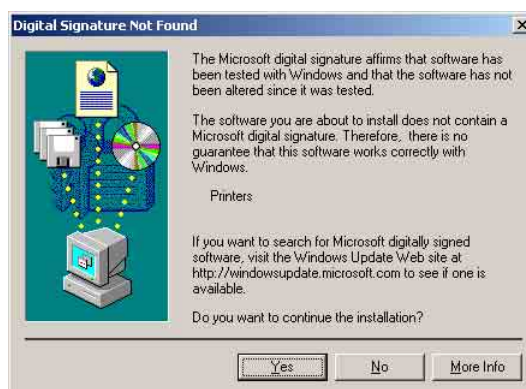 Digital Signature Not Found
The Microsoft digital signature affirms that software has
been tested with Windows and that the software has not
been altered since it was tested.
The software you are about to install does not contain a
Microsoft digital signature. Therefore, there is no
guarantee that this software works correctly with
Windows.
Printers
If you want to search for Microsoft digitally signed
software, visit the Windows Update Web site at
http://windowsupdate.microsoft.com to see if one is
available.
Do you want to continue the installation?
Yes No More Info